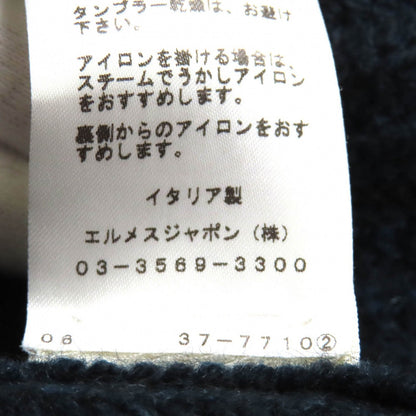 タンブラー乾燥は、お避け
下さい。
アイロンを掛ける場合は、
スチームでうかしアイロン
をおすすめします。
裏側からのアイロンをおす
すめします。
イタリア製
エルメスジャポン（株）
03-3569-3300
08 37-7710②